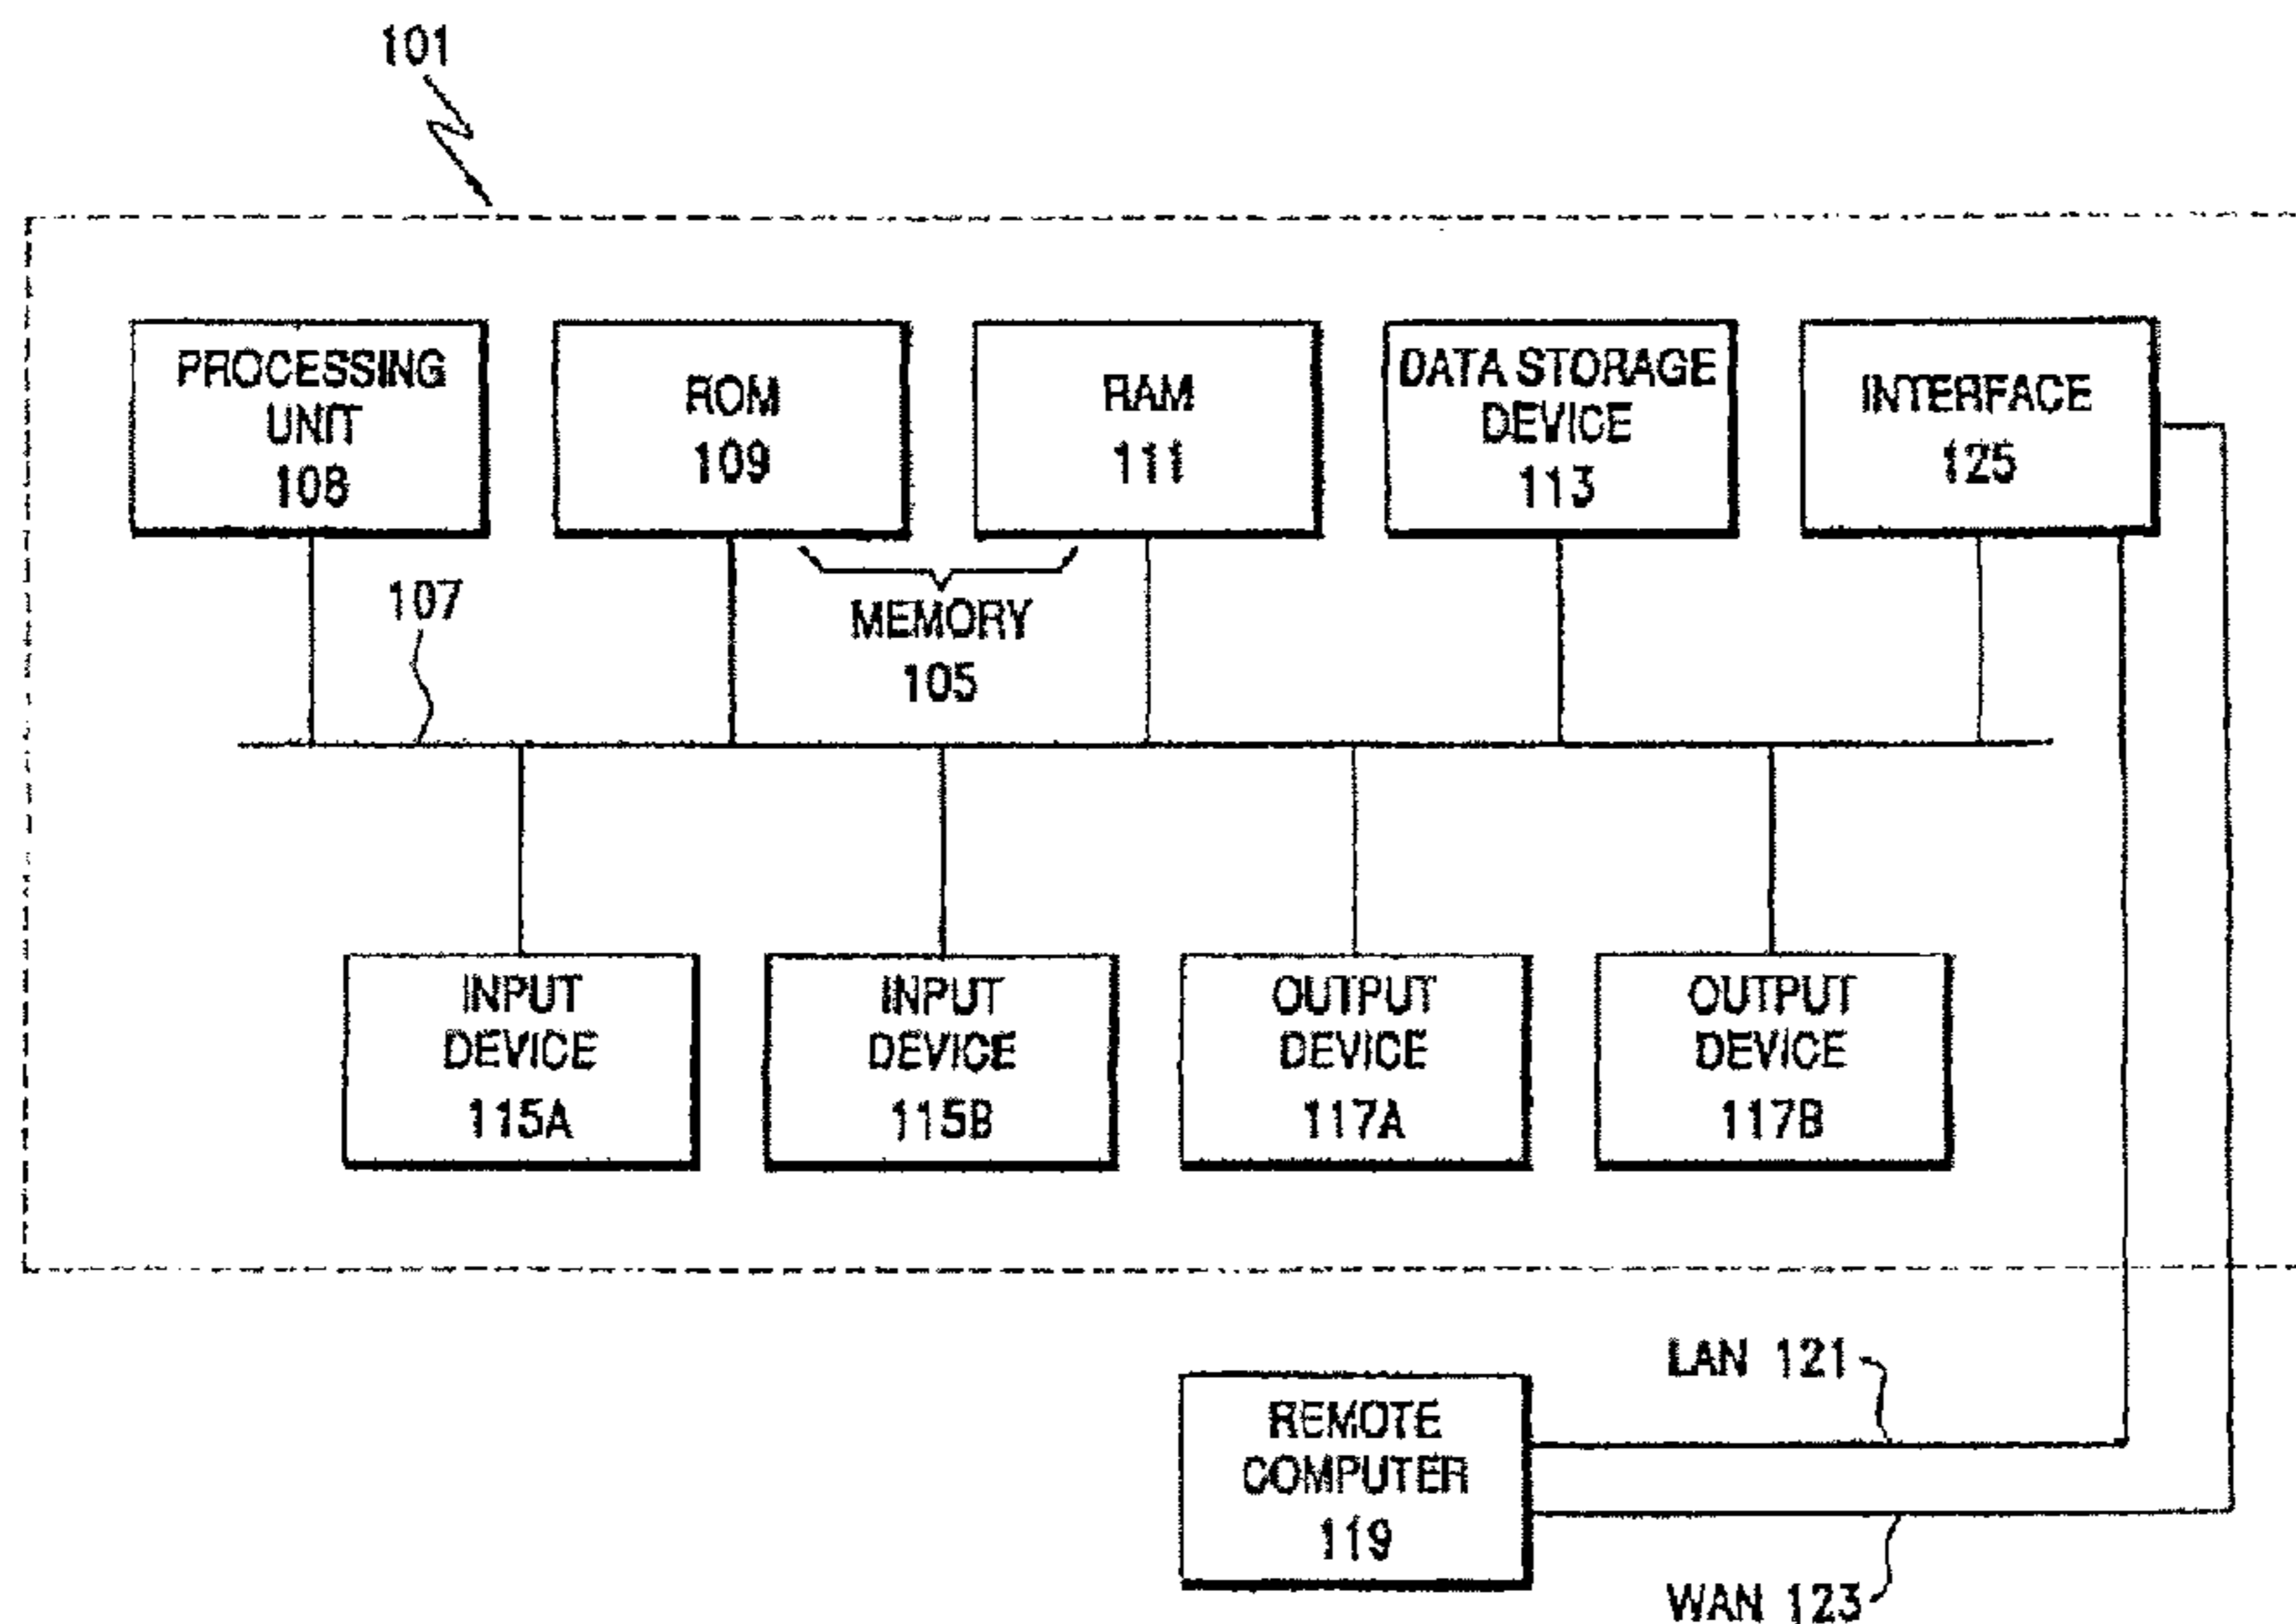 101
PROCESSING
UNIT
108
ROM
109
RAM
111
DATA STORAGE
DEVICE
113
INTERFACE
125
107
MEMORY
105
INPUT
DEVICE
115A
INPUT
DEVICE
115B
OUTPUT
DEVICE
117A
OUTPUT
DEVICE
117B
LAN 121
REMOTE
COMPUTER
119
WAN 123